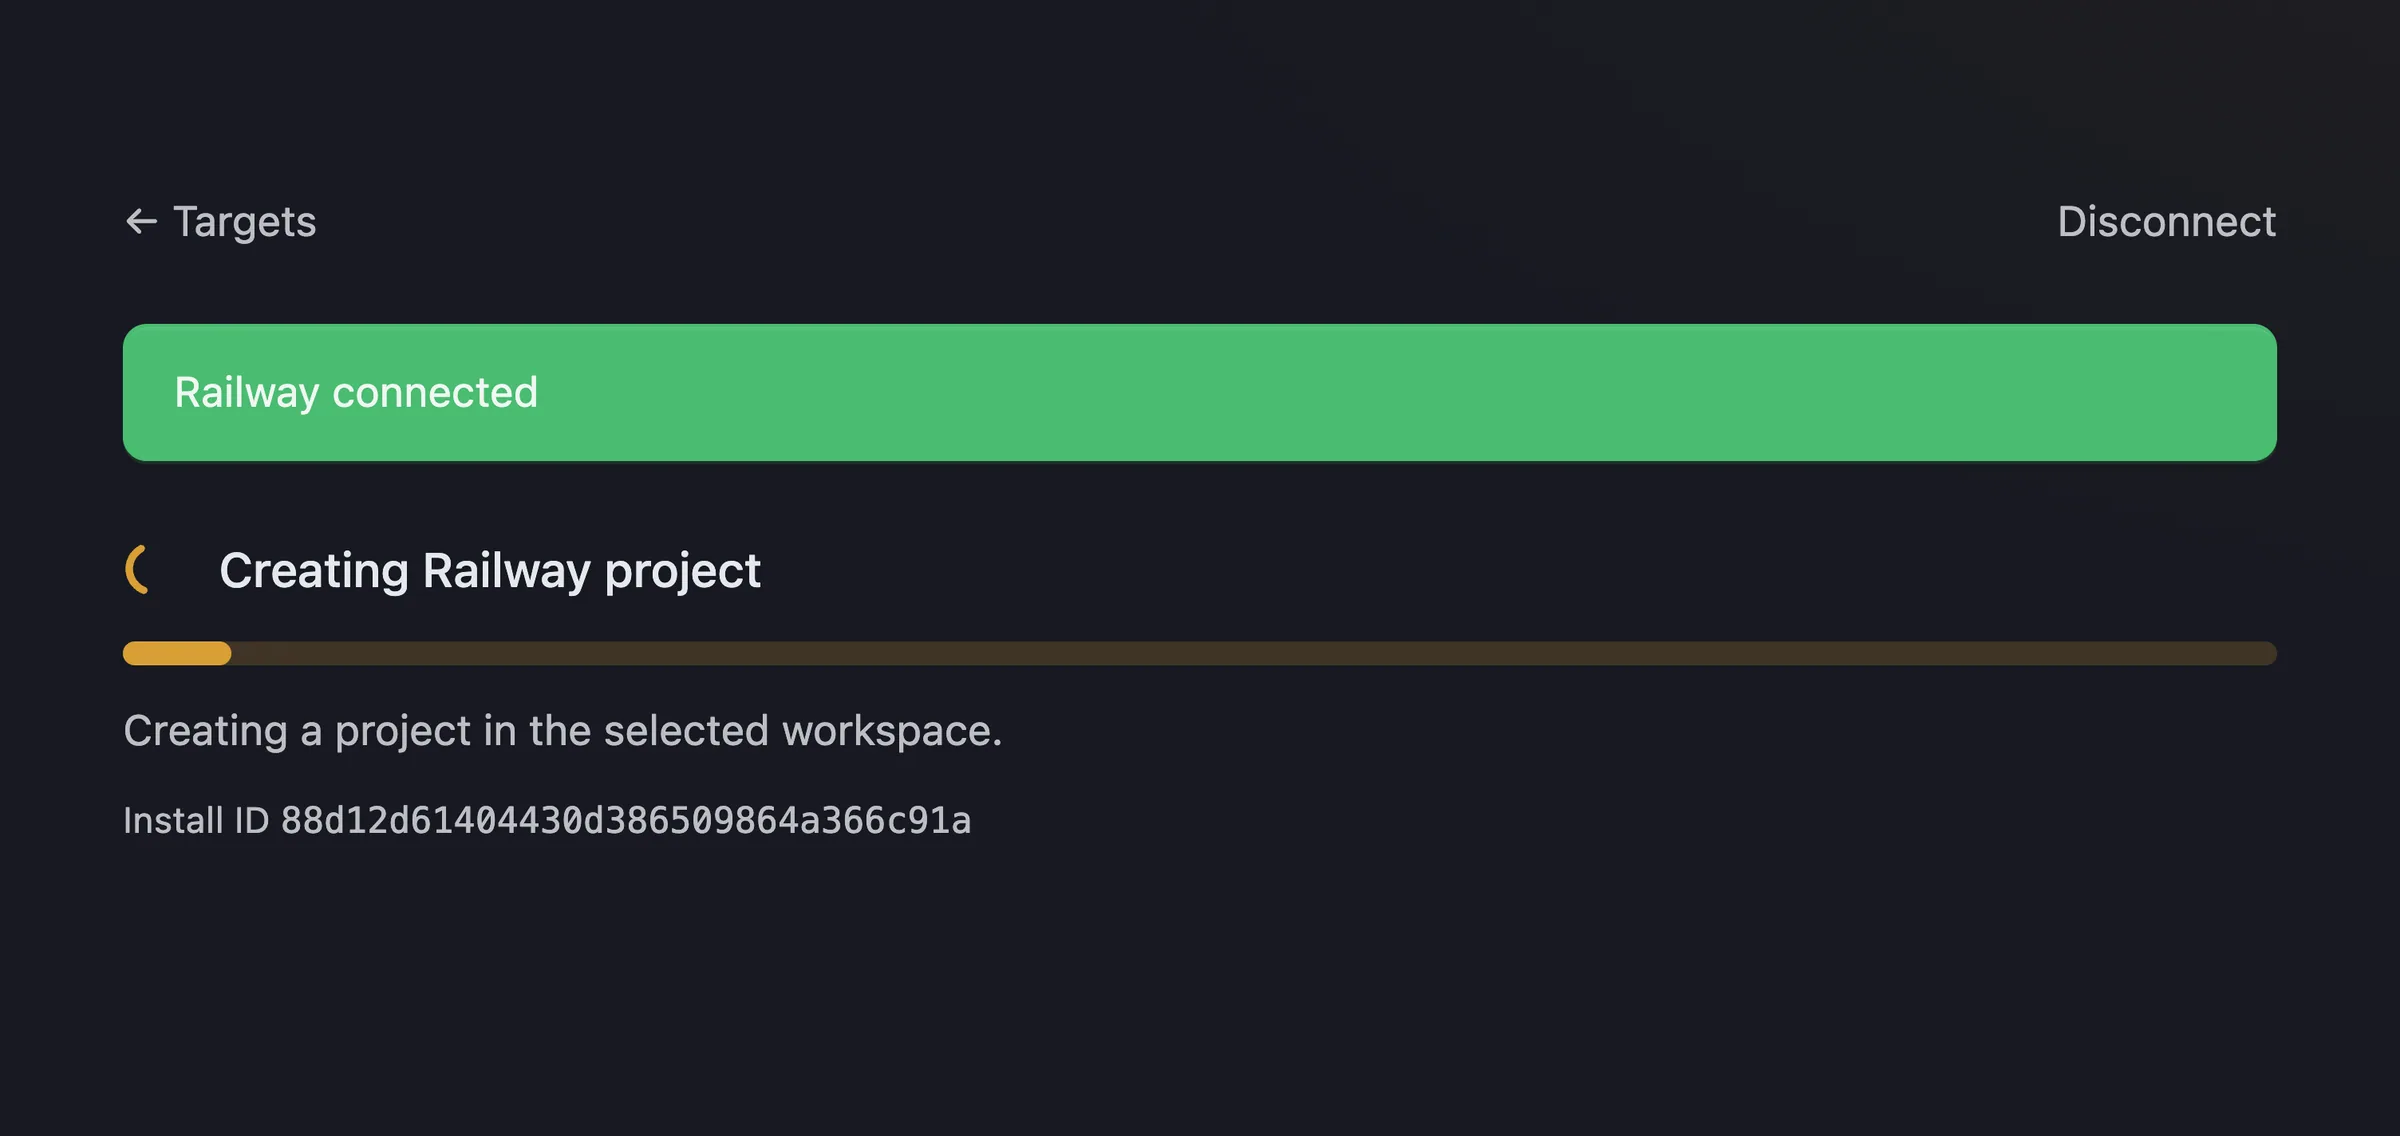 ← Targets
Disconnect
Railway connected
Creating Railway project
Creating a project in the selected workspace.
Install ID 88d12d61404430d386509864a366c91a